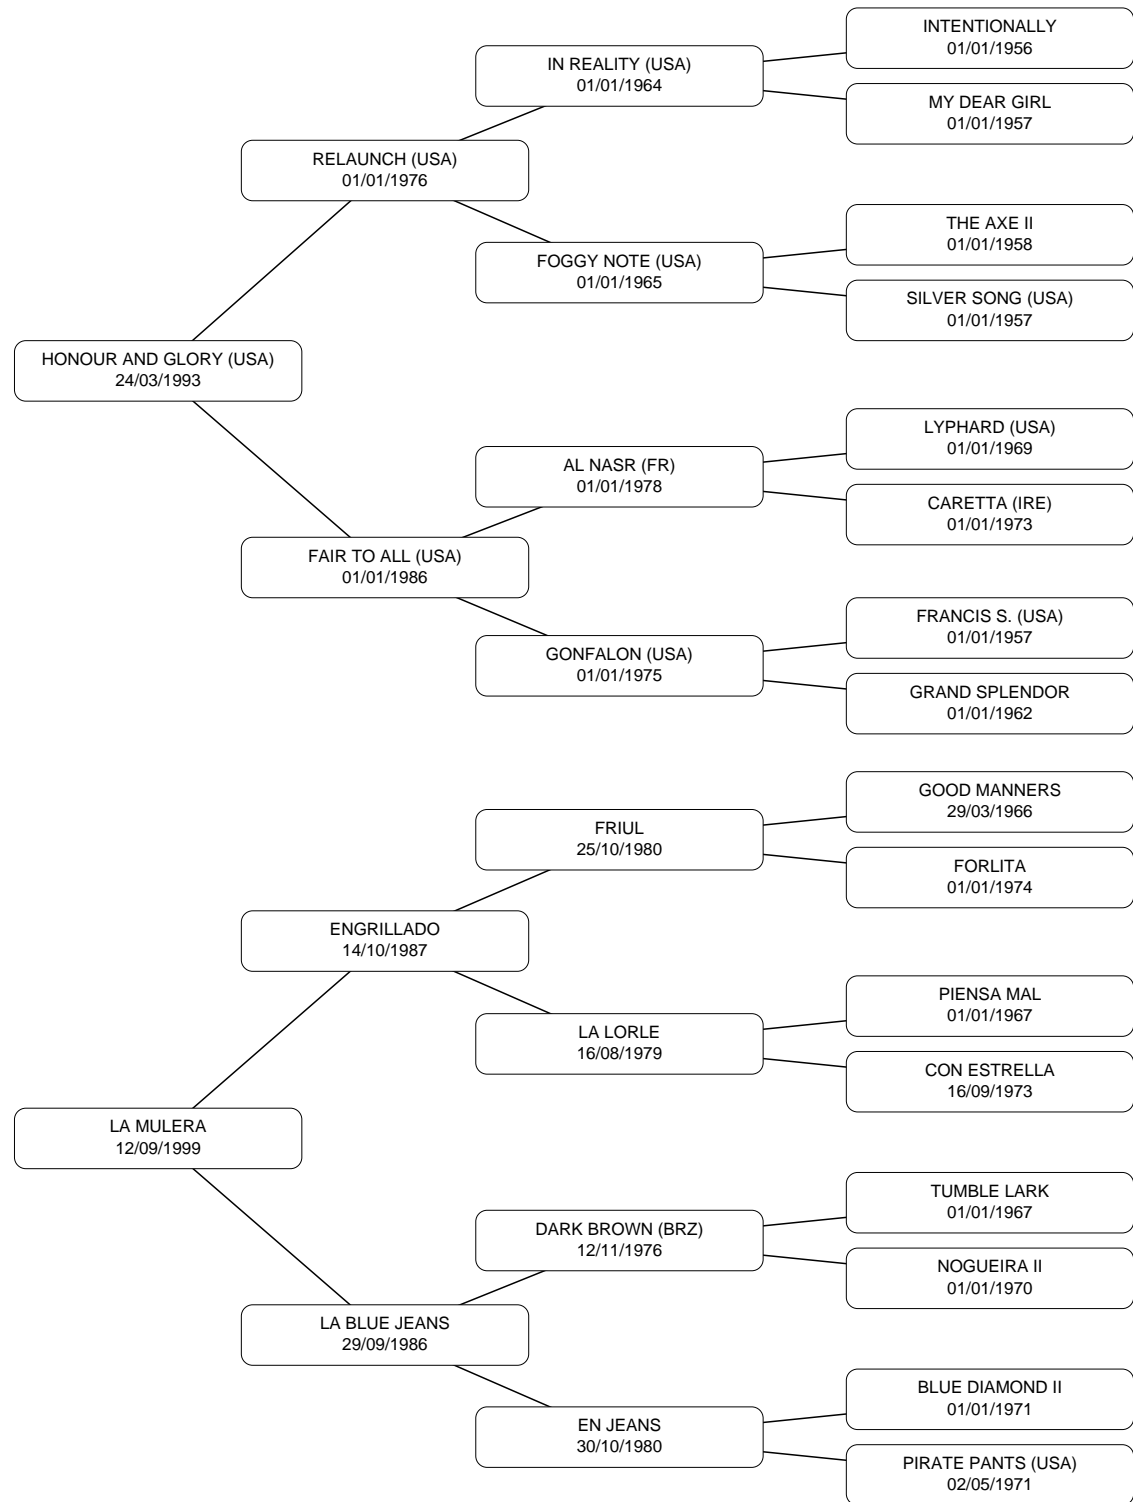 INTENTIONALLY
01/01/1956
IN REALITY (USA)
01/01/1964
MY DEAR GIRL
01/01/1957
RELAUNCH (USA)
01/01/1976
THE AXE II
01/01/1958
FOGGY NOTE (USA)
01/01/1965
SILVER SONG (USA)
01/01/1957
HONOUR AND GLORY (USA)
24/03/1993
LYPHARD (USA)
01/01/1969
AL NASR (FR)
01/01/1978
CARETTA (IRE)
01/01/1973
FAIR TO ALL (USA)
01/01/1986
FRANCIS S. (USA)
01/01/1957
GONFALON (USA)
01/01/1975
GRAND SPLENDOR
01/01/1962
GOOD MANNERS
29/03/1966
FRIUL
25/10/1980
FORLITA
01/01/1974
ENGRILLADO
14/10/1987
PIENSA MAL
01/01/1967
LA LORLE
16/08/1979
CON ESTRELLA
16/09/1973
LA MULERA
12/09/1999
TUMBLE LARK
01/01/1967
DARK BROWN (BRZ)
12/11/1976
NOGUEIRA II
01/01/1970
LA BLUE JEANS
29/09/1986
BLUE DIAMOND II
01/01/1971
EN JEANS
30/10/1980
PIRATE PANTS (USA)
02/05/1971